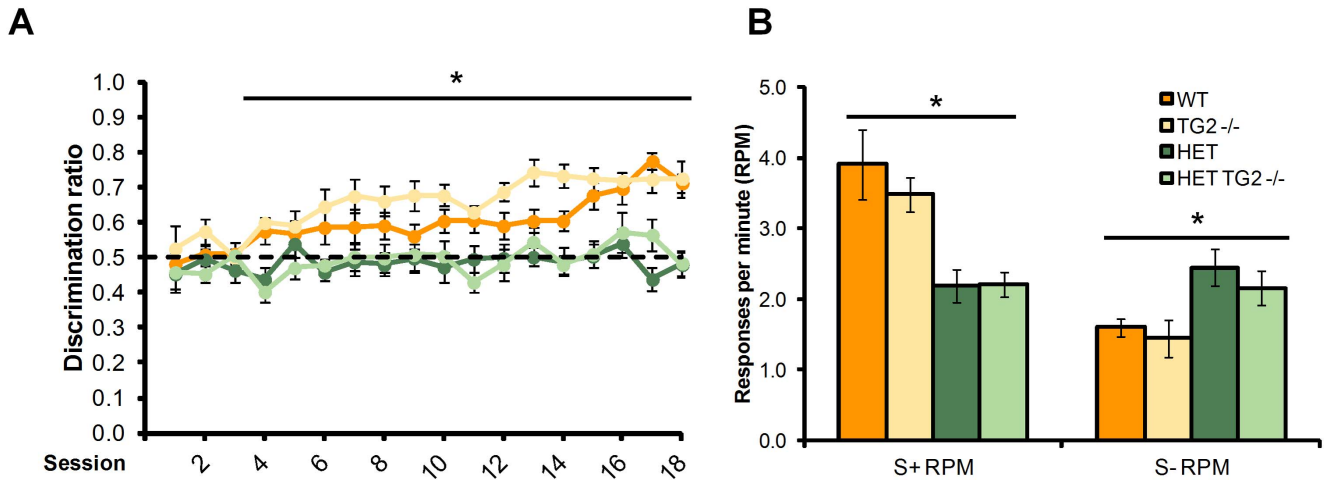 A
*
1.0
0.9
0.8
0.7
0.6
0.5
0.4
0.3
0.2
0.1
0.0
Discrimination ratio
Session
2 4 6 8 10 12 14 16 18
B
5.0
4.0
3.0
2.0
1.0
0.0
Responses per minute (RPM)
*
*
WT
TG2 -/-
HET
HET TG2 -/-
S+ RPM
S- RPM